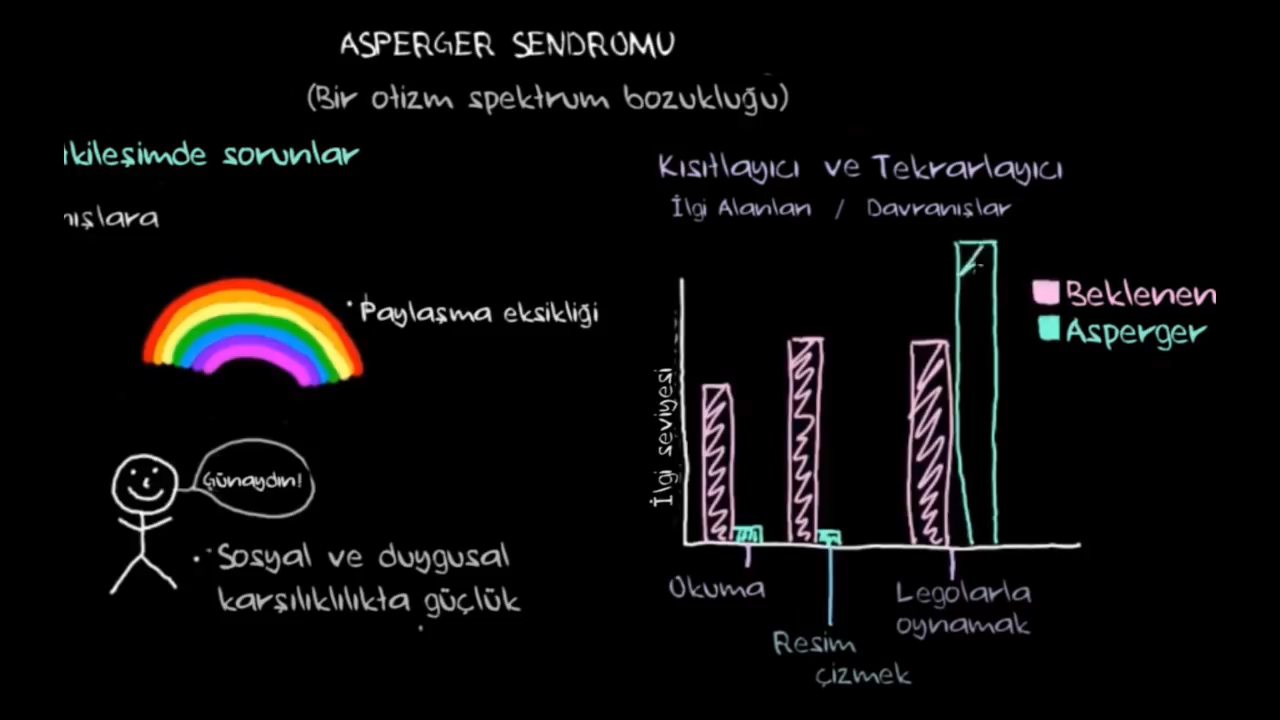 ASPERGER SENDROMU
(Bir otizm spektrum bozukluğu)
kileşimde sorunlar
nışlara
Paylaşma eksikliği
Günaydın!
Sosyal ve duygusal
karşılıklılıkta güçlük
Kısıtlayıcı ve Tekrarlayıcı
İlgi Alanları / Davranışlar
Beklenen
Asperger
İlgi seviyesi
Okuma
Resim
çizmek
Legolarla
oynamak